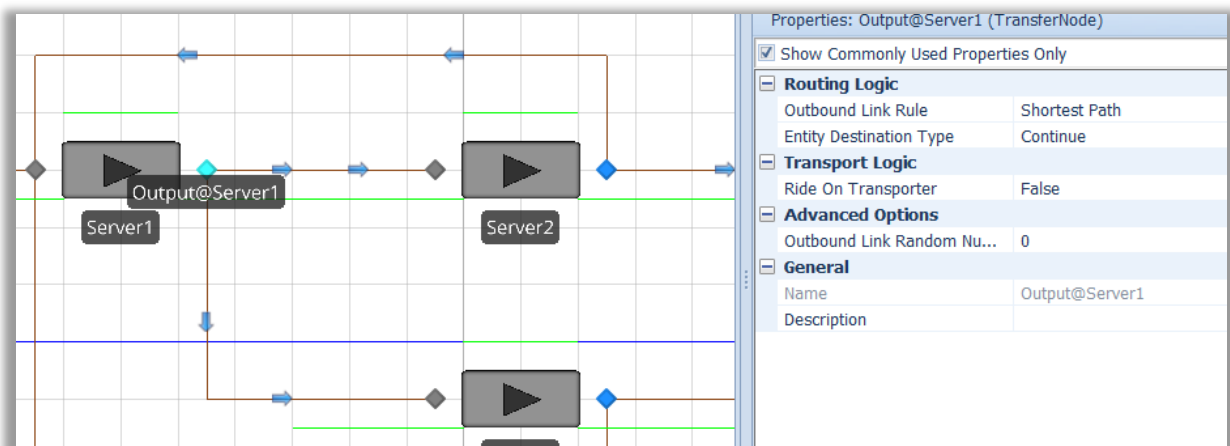 Properties: Output@Server1 (TransferNode)
Show Commonly Used Properties Only
Routing Logic
Outbound Link Rule Shortest Path
Entity Destination Type Continue
Transport Logic
Ride On Transporter False
Advanced Options
Outbound Link Random Nu... 0
General
Name Output@Server1
Description
Output@Server1
Server1
Server2